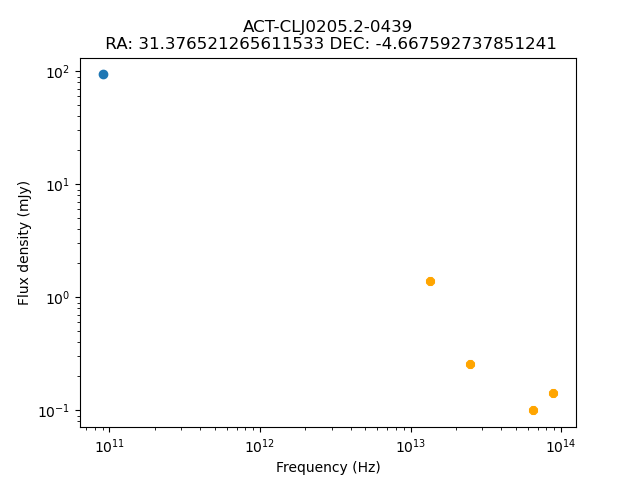 ACT-CLJ0205.2-0439
RA: 31.376521265611533 DEC: -4.667592737851241
Flux density (mJy)
10²
10¹
10⁰
10⁻¹
10¹¹ 10¹² 10¹³ 10¹⁴
Frequency (Hz)